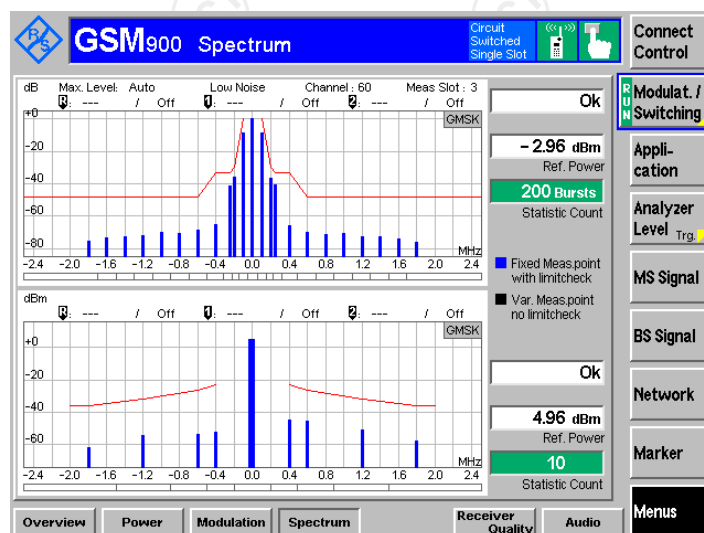 R&S
GSM900 Spectrum
Circuit
Switched
Single Slot
Connect
Control
dB Max. Level: Auto Low Noise Channel : 60 Meas Slot : 3
R: --- / Off 1: --- / Off 2: --- / Off
GMSK
+0
-20
-40
-60
-80
MHz
-2.4 -2.0 -1.6 -1.2 -0.8 -0.4 0.0 0.4 0.8 1.2 1.6 2.0 2.4
Ok
- 2.96 dBm
Ref. Power
200 Bursts
Statistic Count
Fixed Meas.point
with limitcheck
Var. Meas.point
no limitcheck
dBm
R: --- / Off 1: --- / Off 2: --- / Off
GMSK
+0
-20
-40
-60
MHz
-2.4 -2.0 -1.6 -1.2 -0.8 -0.4 0.0 0.4 0.8 1.2 1.6 2.0 2.4
Ok
4.96 dBm
Ref. Power
10
Statistic Count
RUN
Modulat. /
Switching
Appli-
cation
Analyzer
Level Trg.
MS Signal
BS Signal
Network
Marker
Menus
Overview
Power
Modulation
Spectrum
Receiver
Quality
Audio